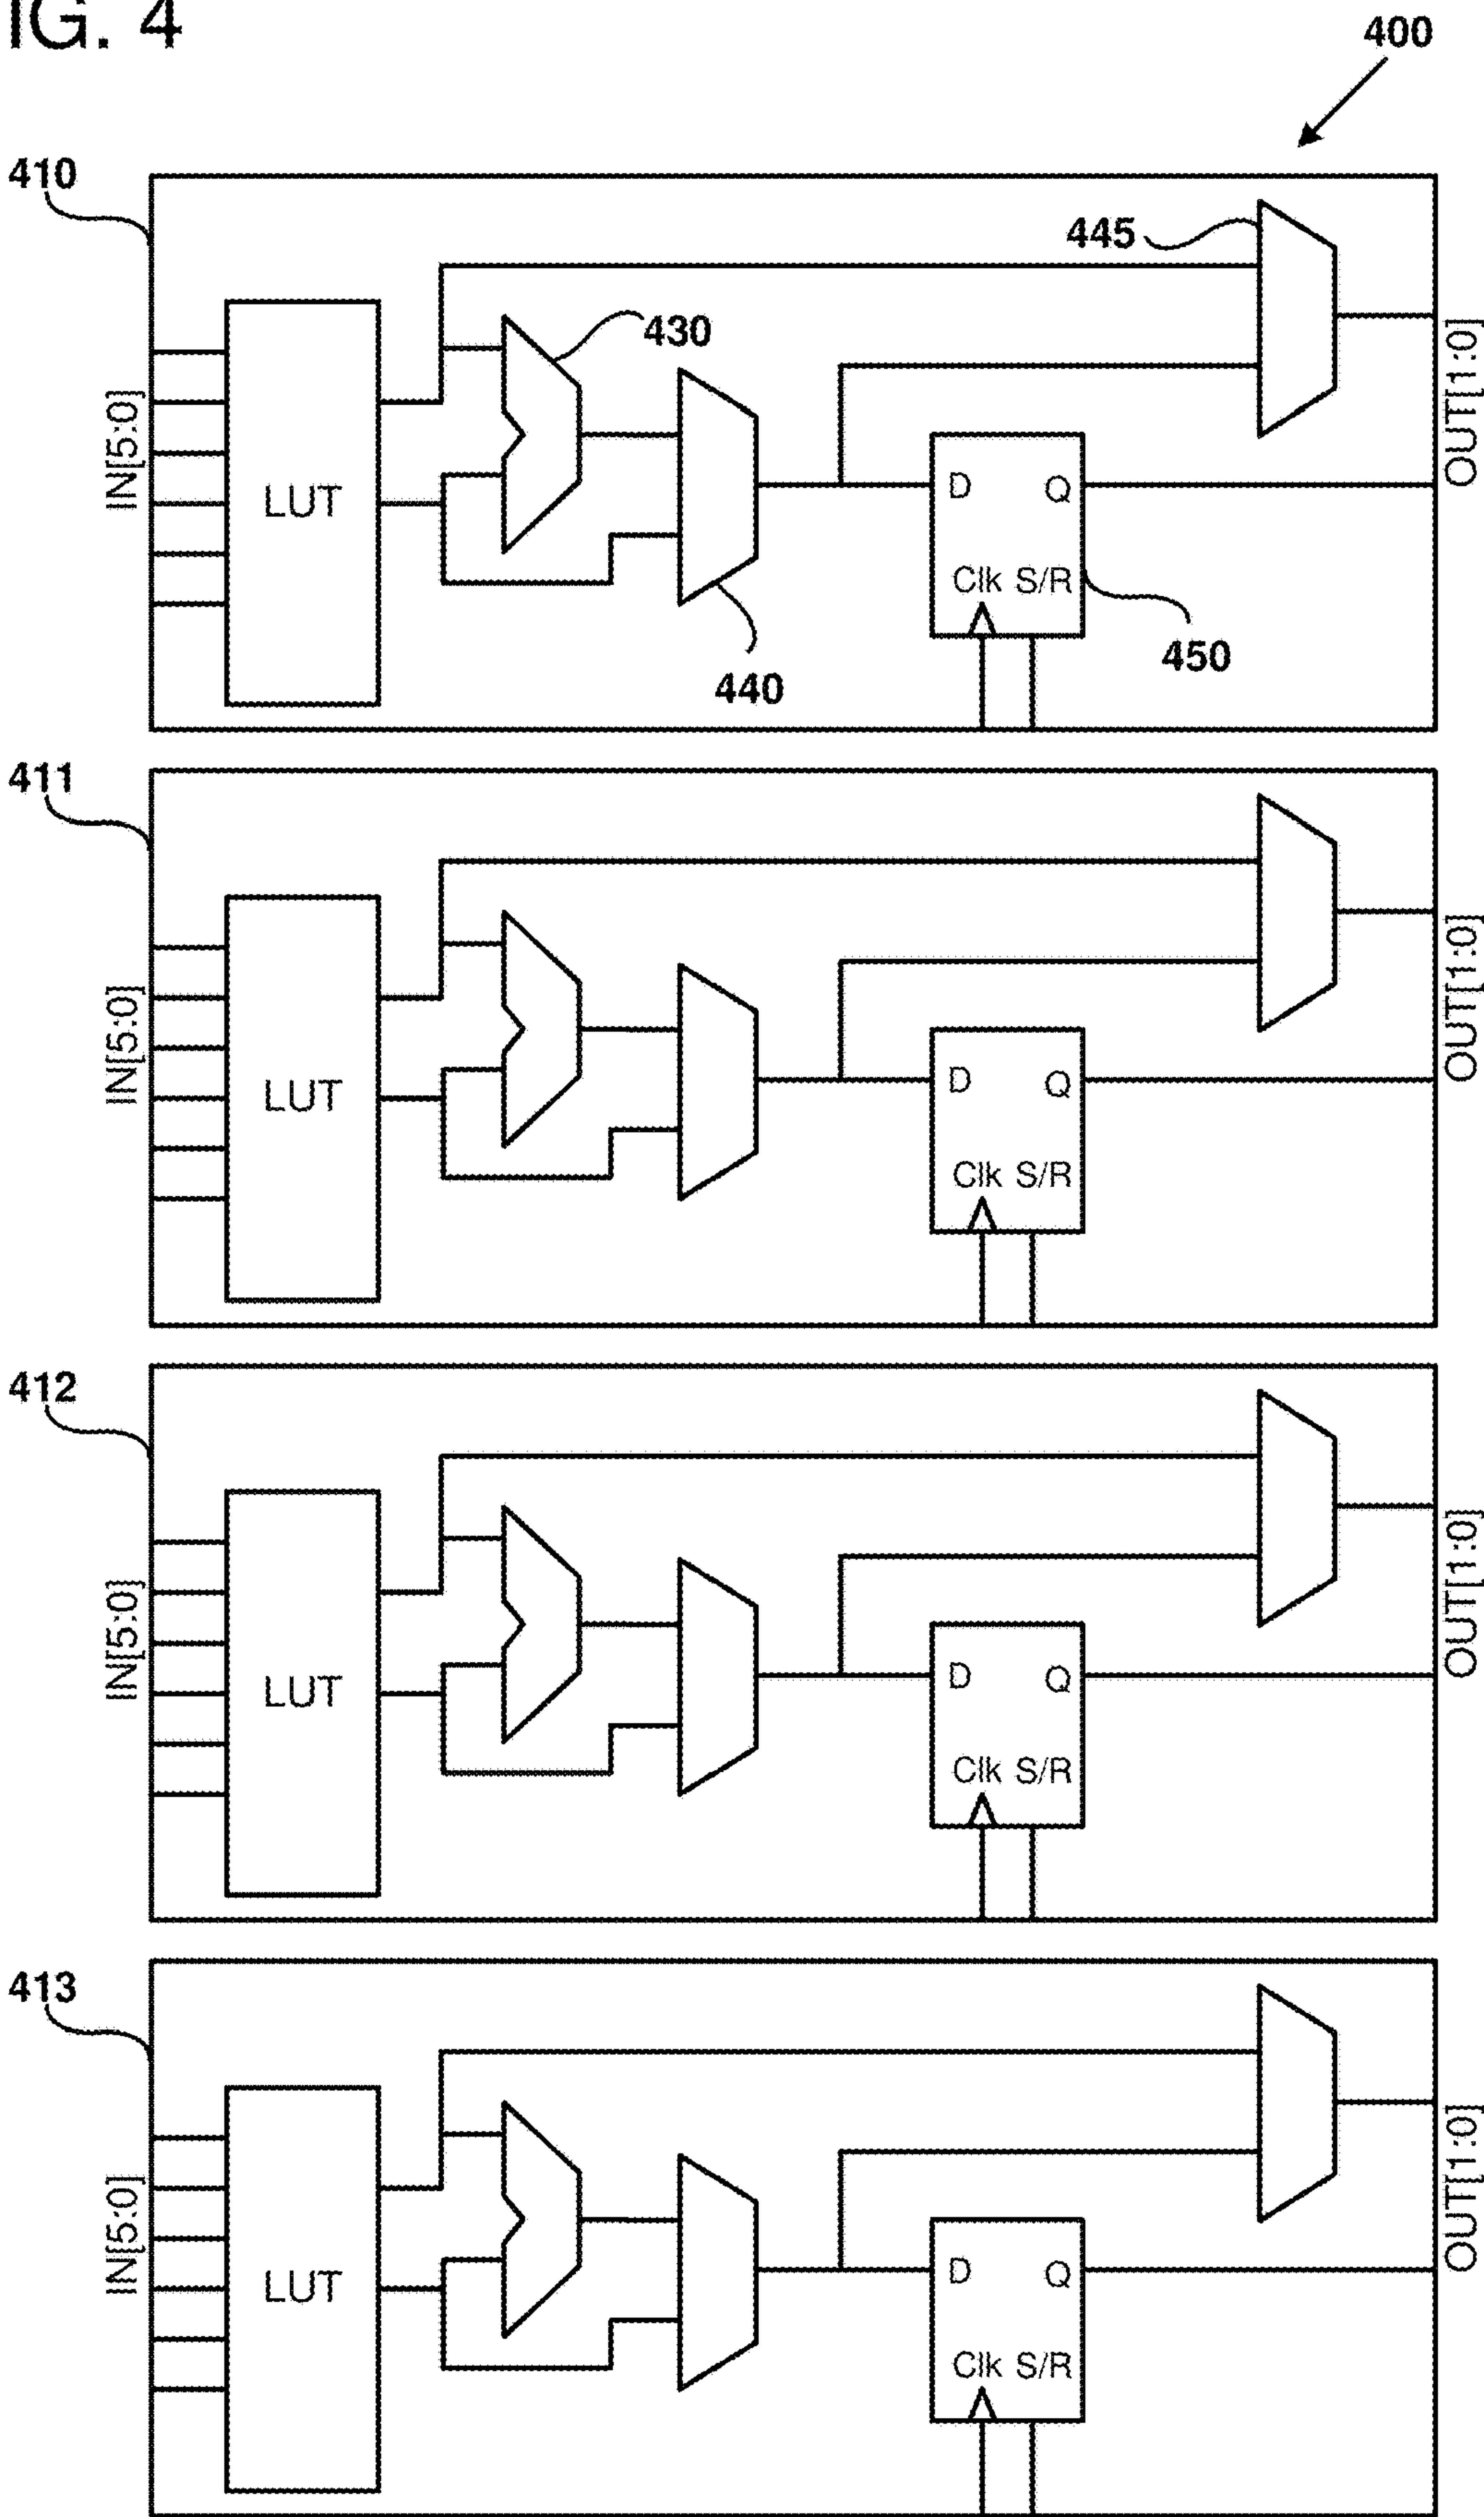 IG. 4
400
410
445
430
IN[5:0]
LUT
D Q
Clk S/R
OUT[1:0]
440
450
411
IN[5:0]
LUT
D Q
Clk S/R
OUT[1:0]
412
IN[5:0]
LUT
D Q
Clk S/R
OUT[1:0]
413
IN[5:0]
LUT
D Q
Clk S/R
OUT[1:0]